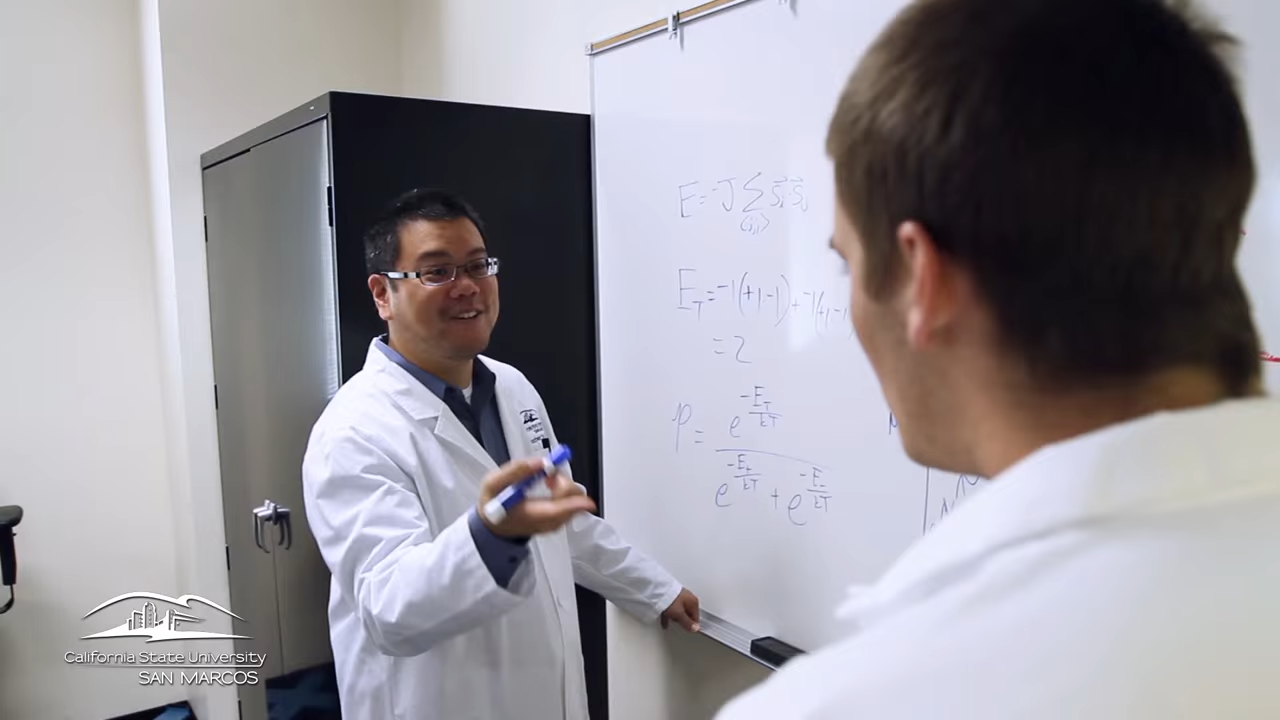 E = -J Σ S⃗i · S⃗j
<i,j>
E_T = -1(+1-1) + -1(+1-1
= 2
P = e^(-E_T/kT)
e^(-E_+/kT) + e^(-E_-/kT)
California State University
SAN MARCOS